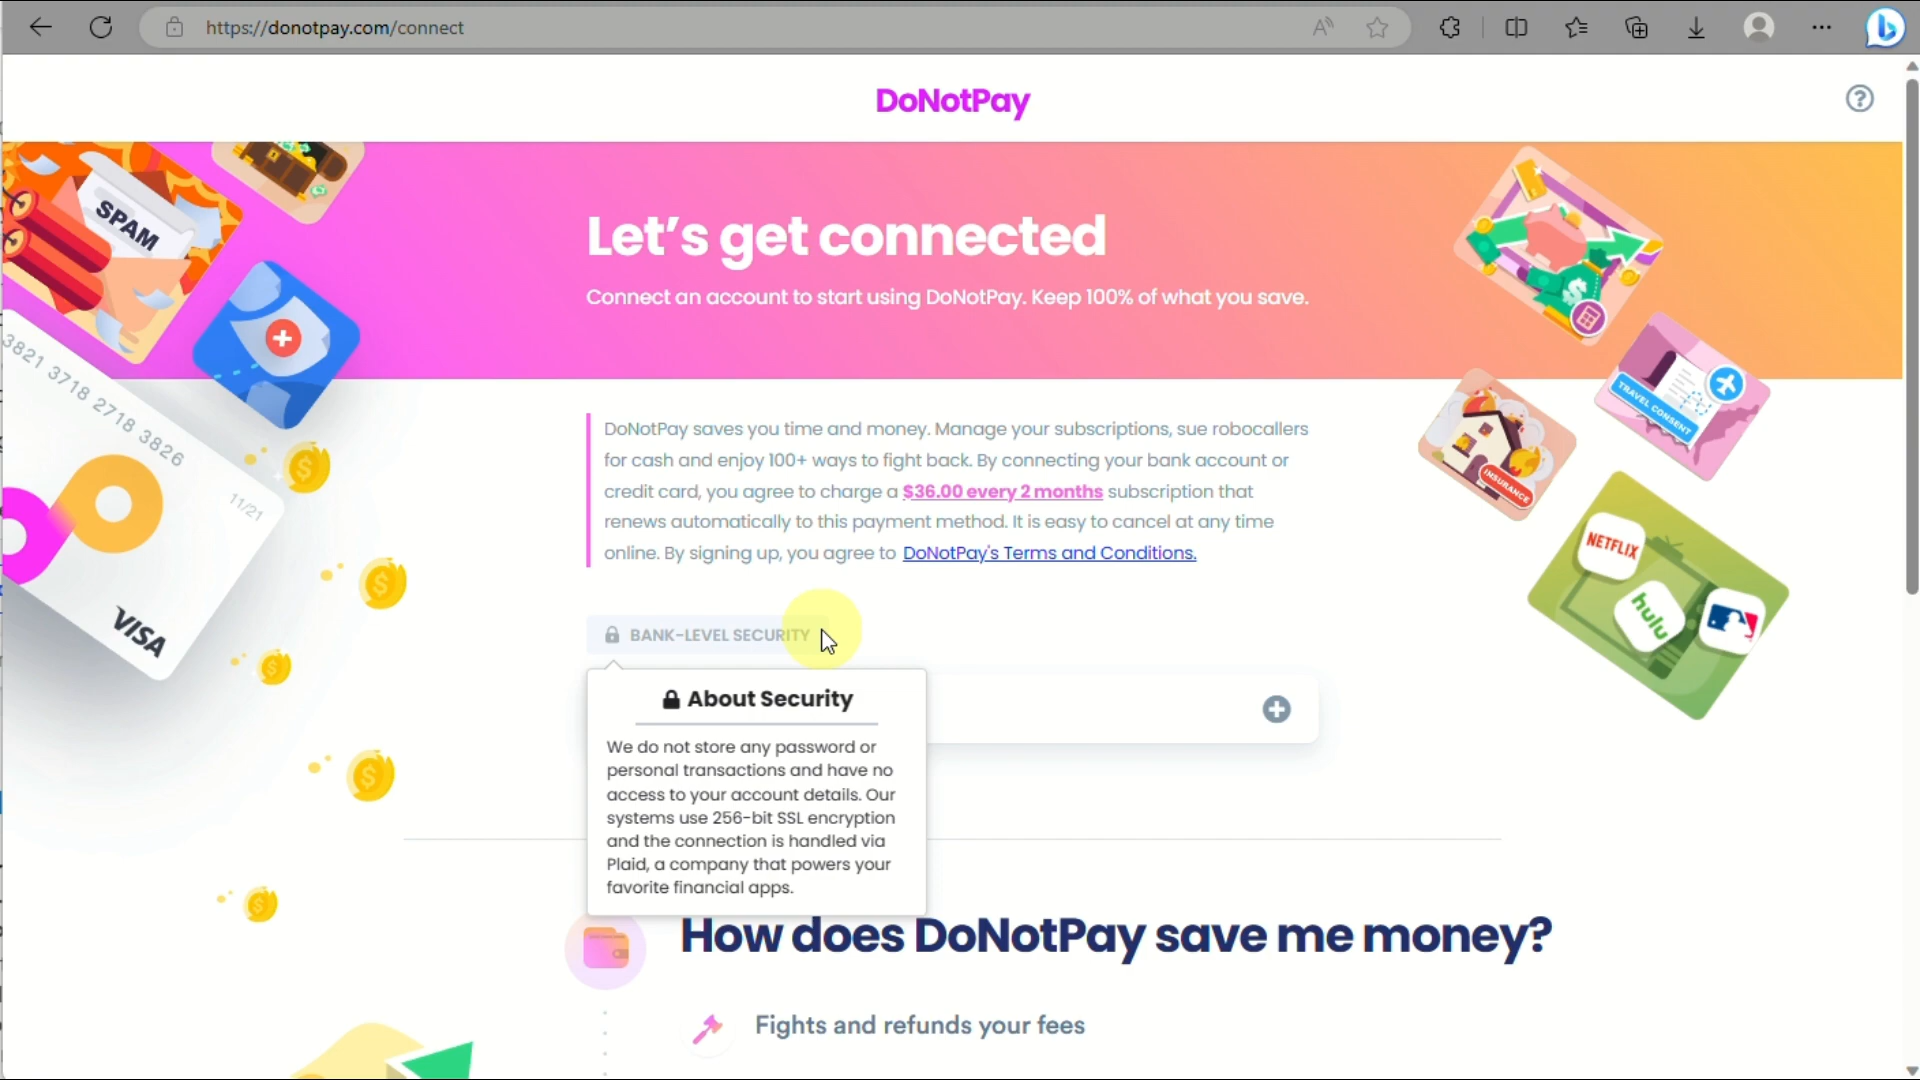 https://donotpay.com/connect
DoNotPay
SPAM
Let's get connected
Connect an account to start using DoNotPay. Keep 100% of what you save.
3821 3718 2718 3826
11/21
VISA
TRAVEL CONSENT
INSURANCE
NETFLIX
hulu
DoNotPay saves you time and money. Manage your subscriptions, sue robocallers
for cash and enjoy 100+ ways to fight back. By connecting your bank account or
credit card, you agree to charge a $36.00 every 2 months subscription that
renews automatically to this payment method. It is easy to cancel at any time
online. By signing up, you agree to DoNotPay's Terms and Conditions.
BANK-LEVEL SECURITY
About Security
We do not store any password or
personal transactions and have no
access to your account details. Our
systems use 256-bit SSL encryption
and the connection is handled via
Plaid, a company that powers your
favorite financial apps.
How does DoNotPay save me money?
Fights and refunds your fees